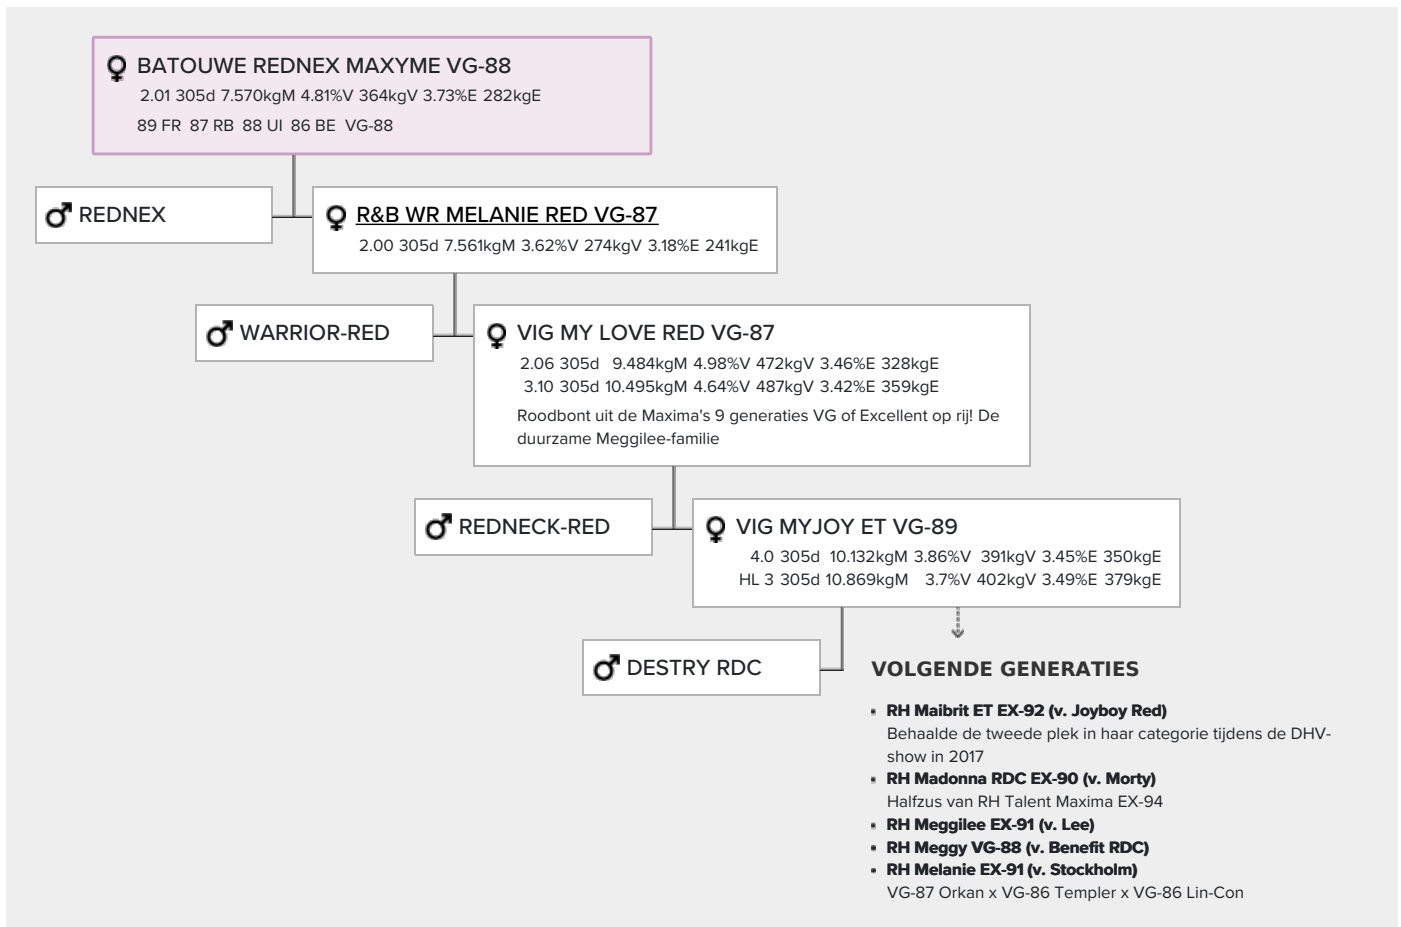 BATOUWE REDNEX MAXYME VG-88
2.01 305d 7.570kgM 4.81%V 364kgV 3.73%E 282kgE
89 FR 87 RB 88 UI 86 BE VG-88
REDNEX
R&B WR MELANIE RED VG-87
2.00 305d 7.561kgM 3.62%V 274kgV 3.18%E 241kgE
WARRIOR-RED
VIG MY LOVE RED VG-87
2.06 305d 9.484kgM 4.98%V 472kgV 3.46%E 328kgE
3.10 305d 10.495kgM 4.64%V 487kgV 3.42%E 359kgE
Roodbont uit de Maxima's 9 generaties VG of Excellent op rij! De
duurzame Meggilee-familie
REDNECK-RED
VIG MYJOY ET VG-89
4.0 305d 10.132kgM 3.86%V 391kgV 3.45%E 350kgE
HL 3 305d 10.869kgM 3.7%V 402kgV 3.49%E 379kgE
DESTRY RDC
VOLGENDE GENERATIES
▪ RH Maibrit ET EX-92 (v. Joyboy Red)
Behaalde de tweede plek in haar categorie tijdens de DHV-
show in 2017
▪ RH Madonna RDC EX-90 (v. Morty)
Halfzus van RH Talent Maxima EX-94
▪ RH Meggilee EX-91 (v. Lee)
▪ RH Meggy VG-88 (v. Benefit RDC)
▪ RH Melanie EX-91 (v. Stockholm)
VG-87 Orkan x VG-86 Templer x VG-86 Lin-Con